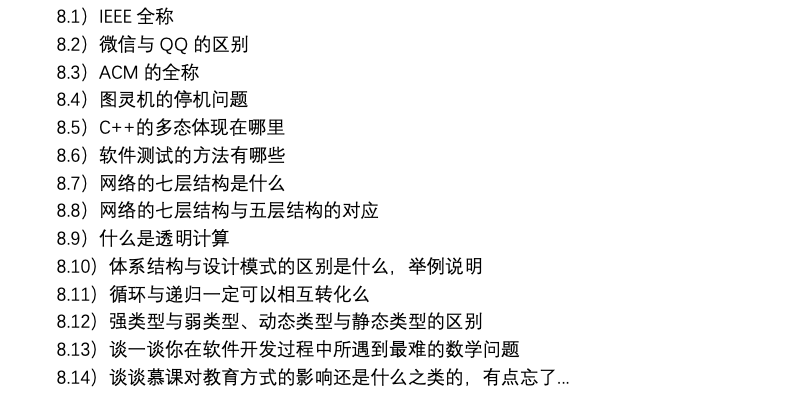 8.1）IEEE 全称
8.2）微信与 QQ 的区别
8.3）ACM 的全称
8.4）图灵机的停机问题
8.5）C++的多态体现在哪里
8.6）软件测试的方法有哪些
8.7）网络的七层结构是什么
8.8）网络的七层结构与五层结构的对应
8.9）什么是透明计算
8.10）体系结构与设计模式的区别是什么，举例说明
8.11）循环与递归一定可以相互转化么
8.12）强类型与弱类型、动态类型与静态类型的区别
8.13）谈一谈你在软件开发过程中所遇到最难的数学问题
8.14）谈谈慕课对教育方式的影响还是什么之类的，有点忘了...